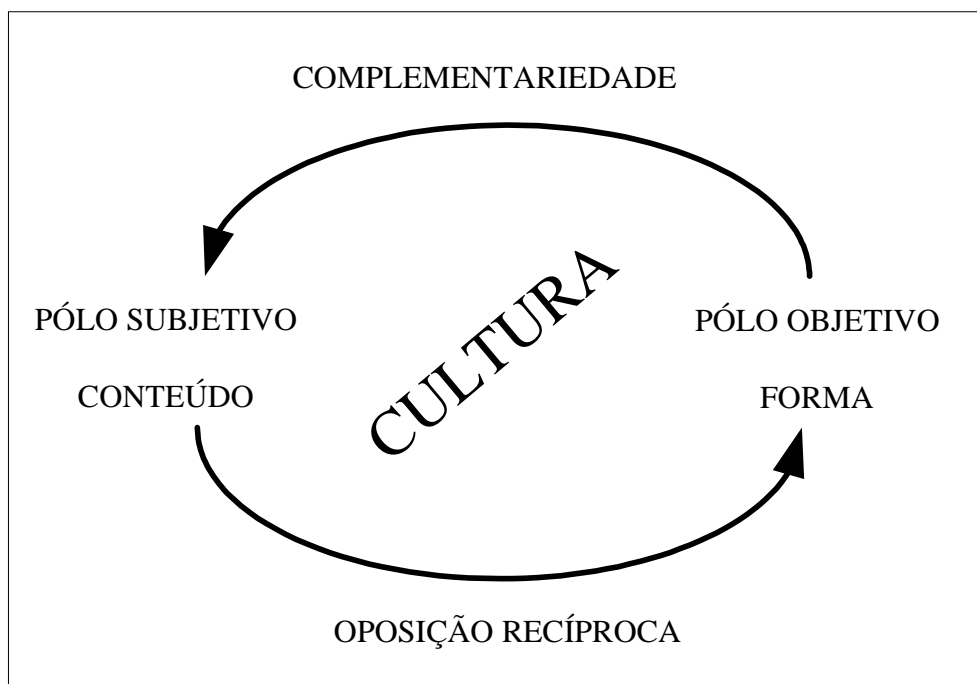 COMPLEMENTARIEDADE
PÓLO SUBJETIVO
CONTEÚDO
CULTURA
PÓLO OBJETIVO
FORMA
OPOSIÇÃO RECÍPROCA